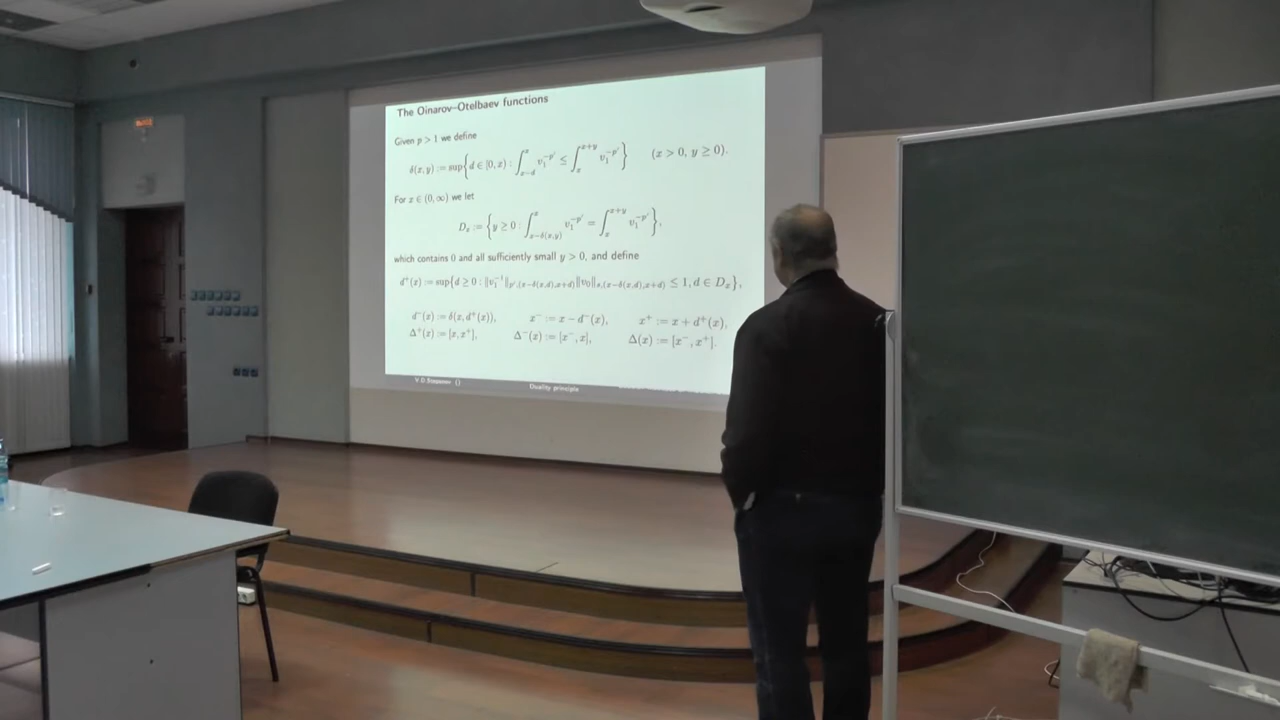 The Oinarov–Otelbaev functions
Given p > 1 we define
δ(x, y) := sup{d ∈ [0, x) : ∫_{x−d}^{x} v_1^{−p′} ≤ ∫_{x}^{x+y} v_1^{−p′}} (x > 0, y ≥ 0).
For x ∈ (0, ∞) we let
D_x := {y ≥ 0 : ∫_{x−δ(x,y)}^{x} v_1^{−p′} = ∫_{x}^{x+y} v_1^{−p′}},
which contains 0 and all sufficiently small y > 0, and define
d⁺(x) := sup{d ≥ 0 : ‖v_1^{−1}‖_{p′,(x−δ(x,d),x+d)}‖v_0‖_{s,(x−δ(x,d),x+d)} ≤ 1, d ∈ D_x},
d⁻(x) := δ(x, d⁺(x)), x⁻ := x − d⁻(x), x⁺ := x + d⁺(x),
Δ⁺(x) := [x, x⁺], Δ⁻(x) := [x⁻, x], Δ(x) := [x⁻, x⁺].
V.D.Stepanov () Duality principle